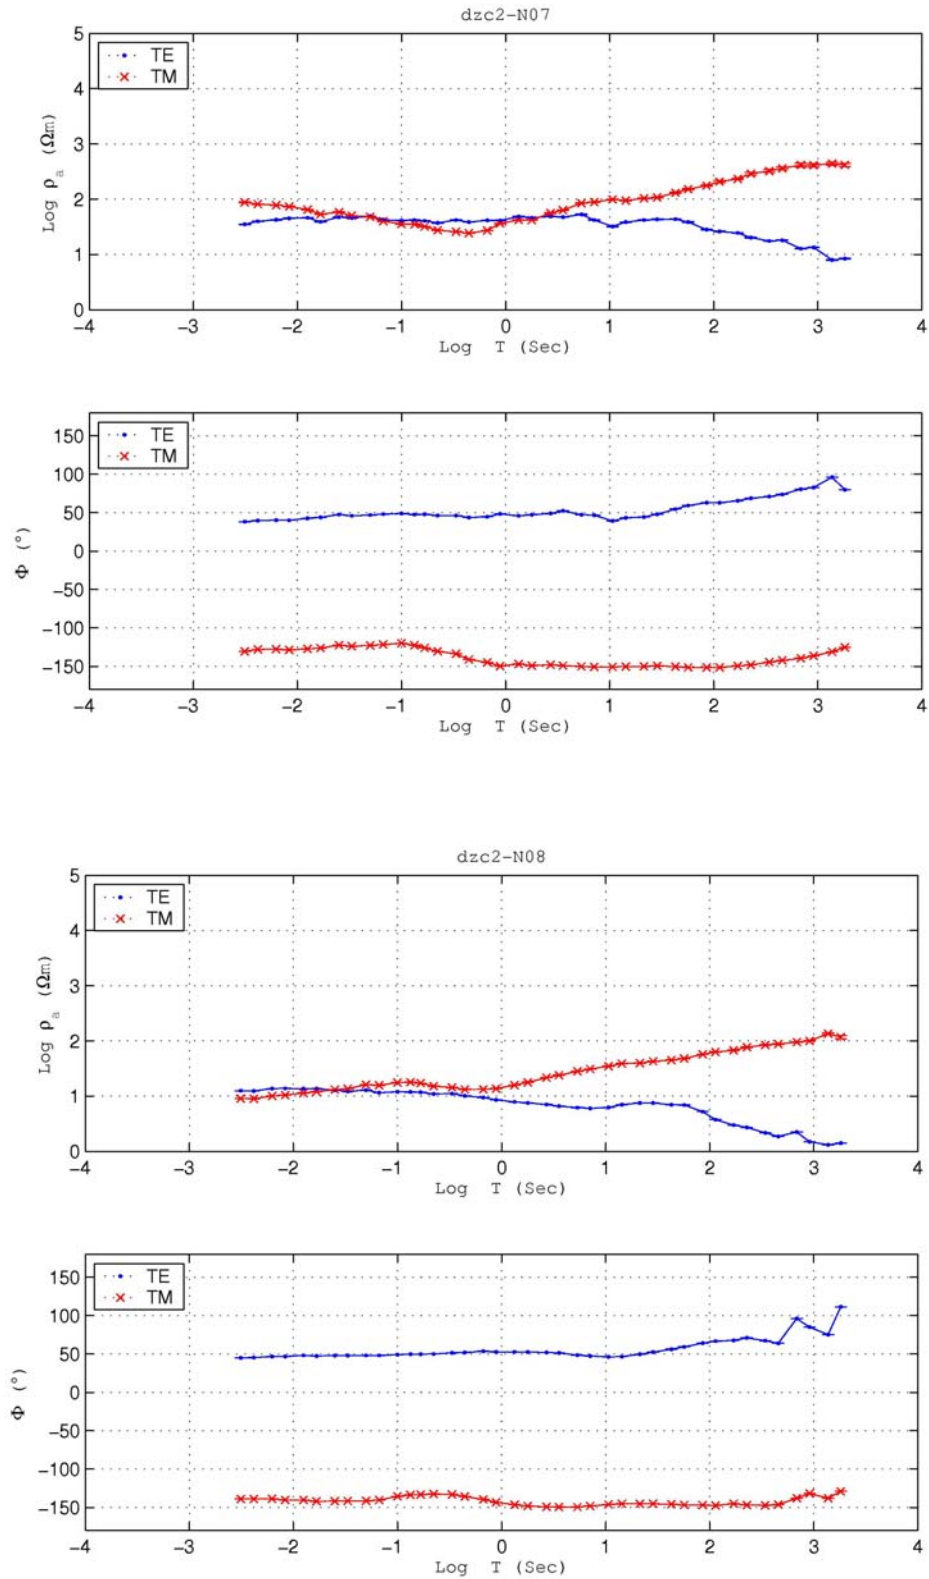 dzc2-N07
5
4
3
2
1
0
Log ρa (Ωm)
TE
TM
−4 −3 −2 −1 0 1 2 3 4
Log T (Sec)
150
100
50
0
−50
−100
−150
Φ (°)
TE
TM
−4 −3 −2 −1 0 1 2 3 4
Log T (Sec)
dzc2-N08
5
4
3
2
1
0
Log ρa (Ωm)
TE
TM
−4 −3 −2 −1 0 1 2 3 4
Log T (Sec)
150
100
50
0
−50
−100
−150
Φ (°)
TE
TM
−4 −3 −2 −1 0 1 2 3 4
Log T (Sec)